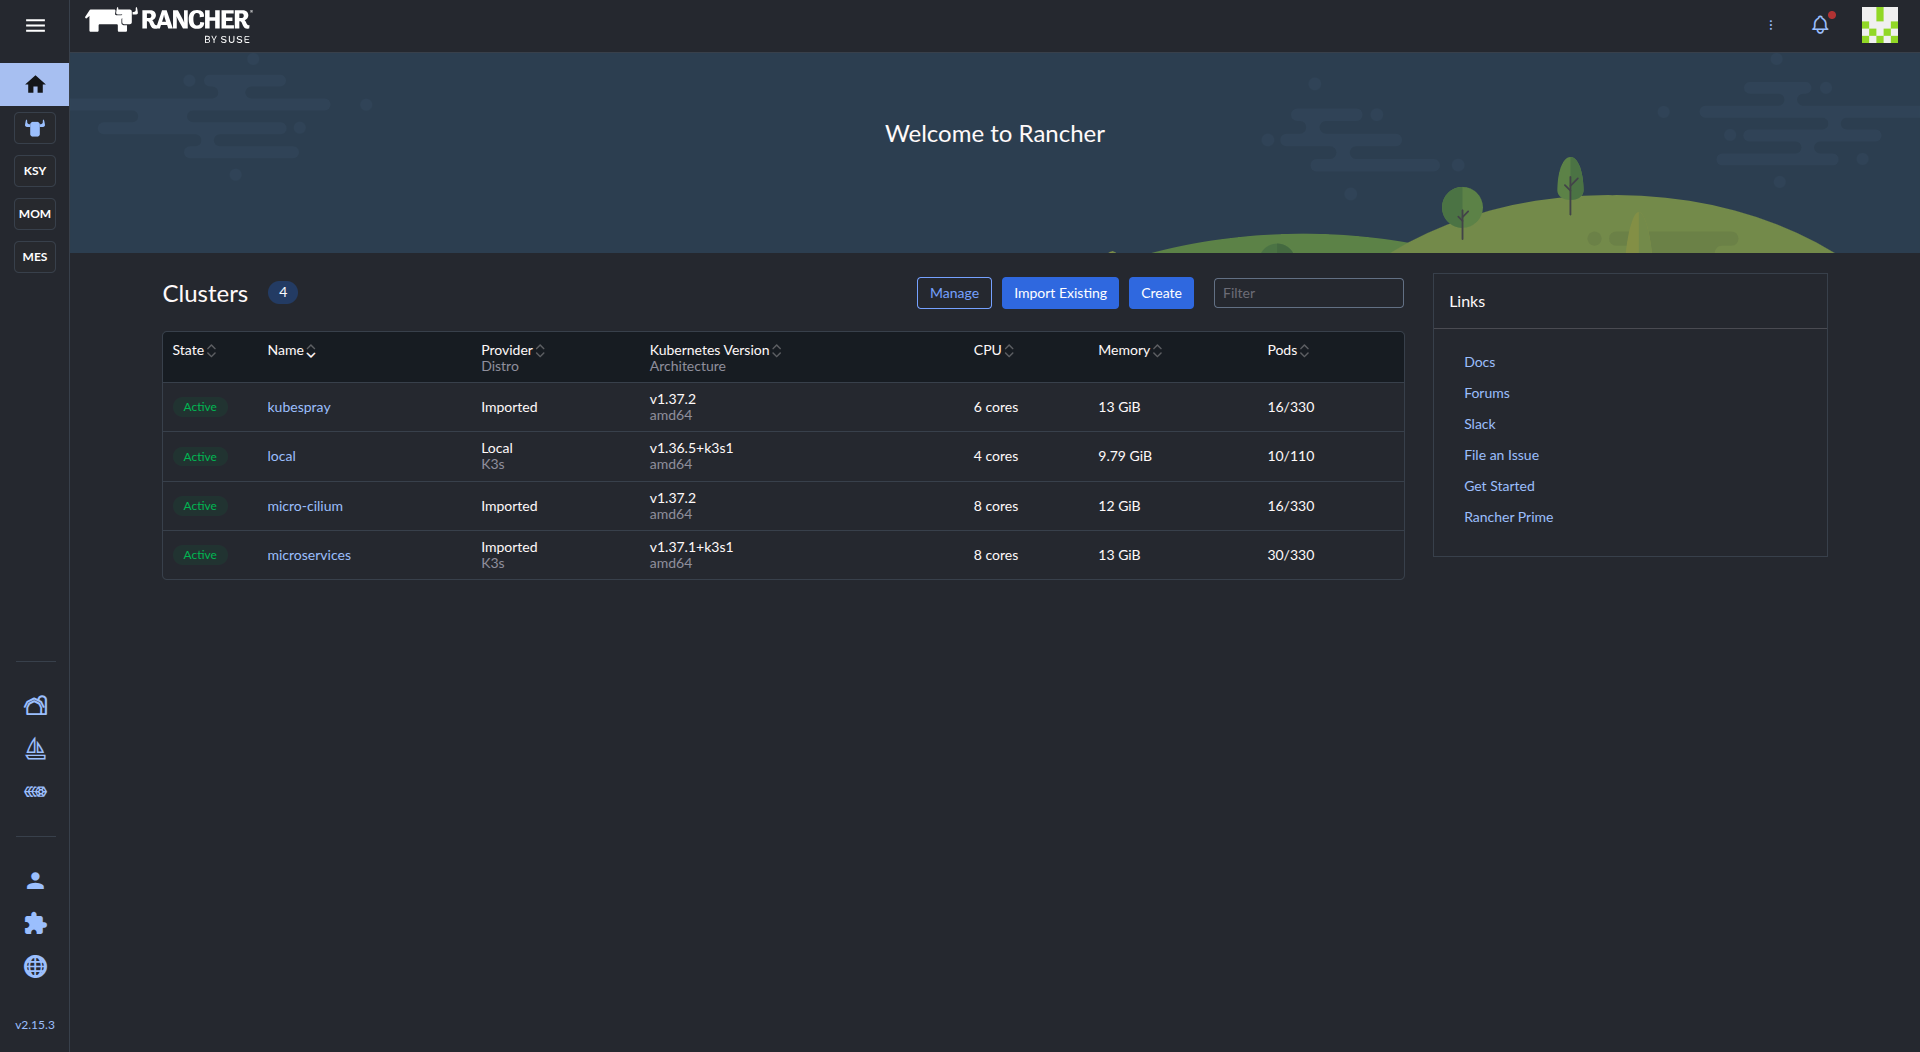 RANCHER
BY SUSE
KSY
MOM
MES
v2.15.3
Welcome to Rancher
Clusters 4 Manage Import Existing Create Filter
State Name Provider Kubernetes Version CPU Memory Pods
Distro Architecture
Active kubespray Imported v1.37.2 6 cores 13 GiB 16/330
amd64
Active local Local v1.36.5+k3s1 4 cores 9.79 GiB 10/110
K3s amd64
Active micro-cilium Imported v1.37.2 8 cores 12 GiB 16/330
amd64
Active microservices Imported v1.37.1+k3s1 8 cores 13 GiB 30/330
K3s amd64
Links
Docs
Forums
Slack
File an Issue
Get Started
Rancher Prime